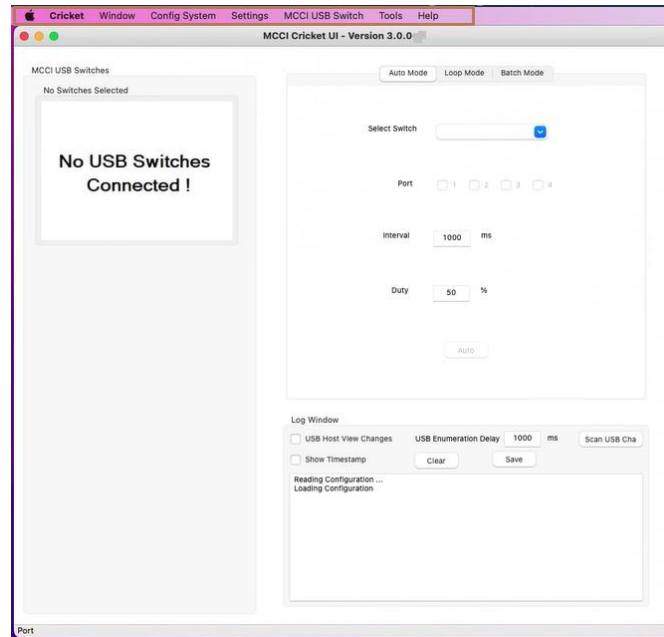 Cricket Window Config System Settings MCCI USB Switch Tools Help
MCCI Cricket UI - Version 3.0.0
MCCI USB Switches
No Switches Selected
No USB Switches
Connected !
Auto Mode Loop Mode Batch Mode
Select Switch
Port 1 2 3 4
Interval 1000 ms
Duty 50 %
Auto
Log Window
USB Host View Changes USB Enumeration Delay 1000 ms Scan USB Cha
Show Timestamp Clear Save
Reading Configuration ...
Loading Configuration
Port